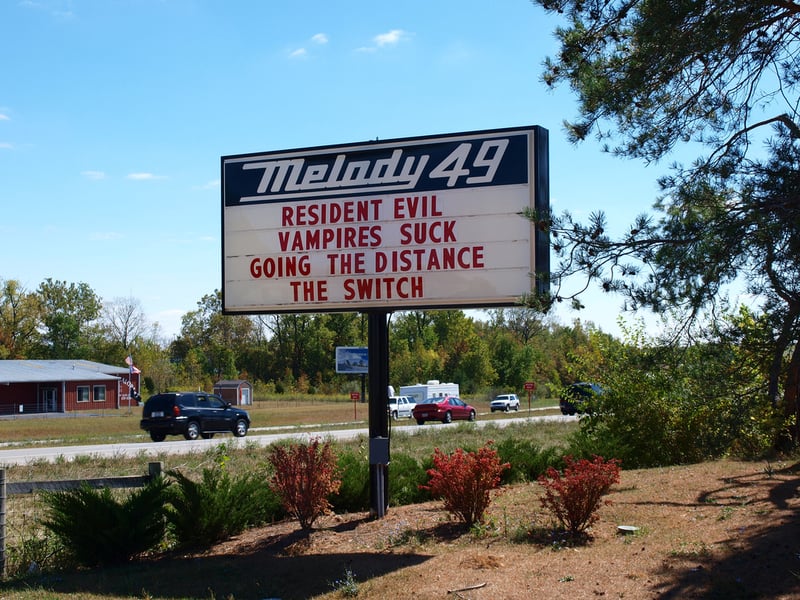 Melody 49
RESIDENT EVIL
VAMPIRES SUCK
GOING THE DISTANCE
THE SWITCH